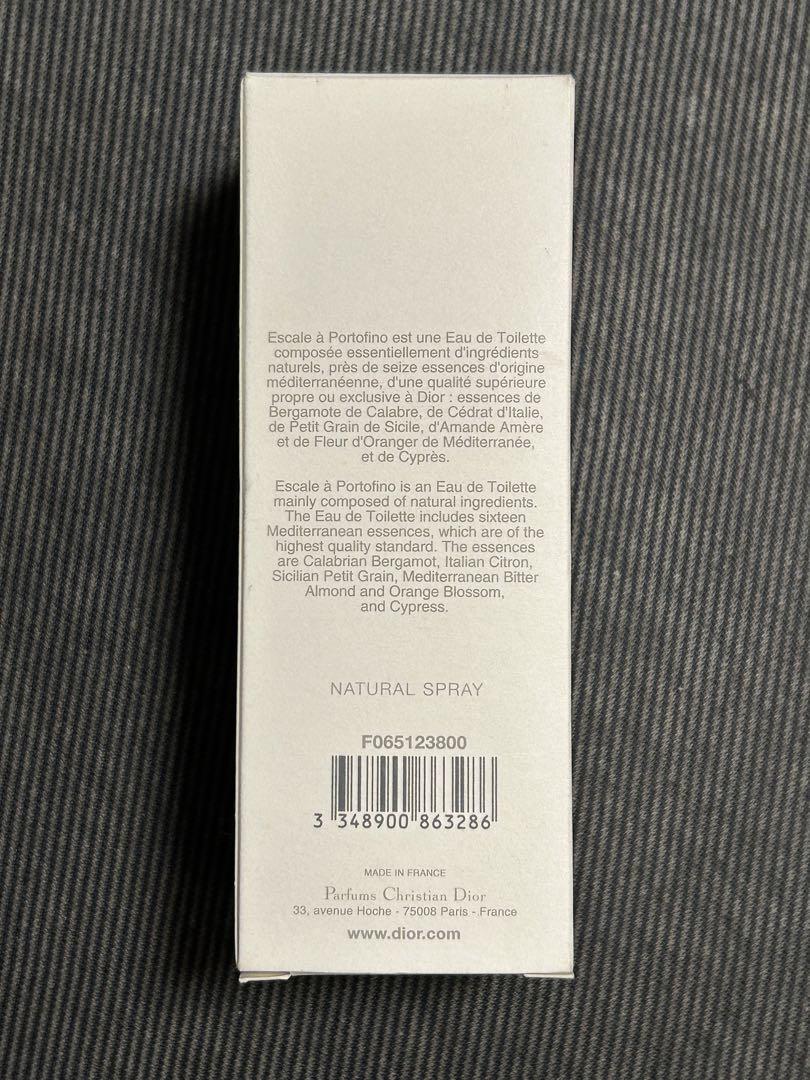 Escale à Portofino est une Eau de Toilette
composée essentiellement d'ingrédients
naturels, près de seize essences d'origine
méditerranéenne, d'une qualité supérieure
propre ou exclusive à Dior : essences de
Bergamote de Calabre, de Cédrat d'Italie,
de Petit Grain de Sicile, d'Amande Amère
et de Fleur d'Oranger de Méditerranée,
et de Cyprès.
Escale à Portofino is an Eau de Toilette
mainly composed of natural ingredients.
The Eau de Toilette includes sixteen
Mediterranean essences, which are of the
highest quality standard. The essences
are Calabrian Bergamot, Italian Citron,
Sicilian Petit Grain, Mediterranean Bitter
Almond and Orange Blossom,
and Cypress.
NATURAL SPRAY
F065123800
3 348900 863286
MADE IN FRANCE
Parfums Christian Dior
33, avenue Hoche - 75008 Paris - France
www.dior.com